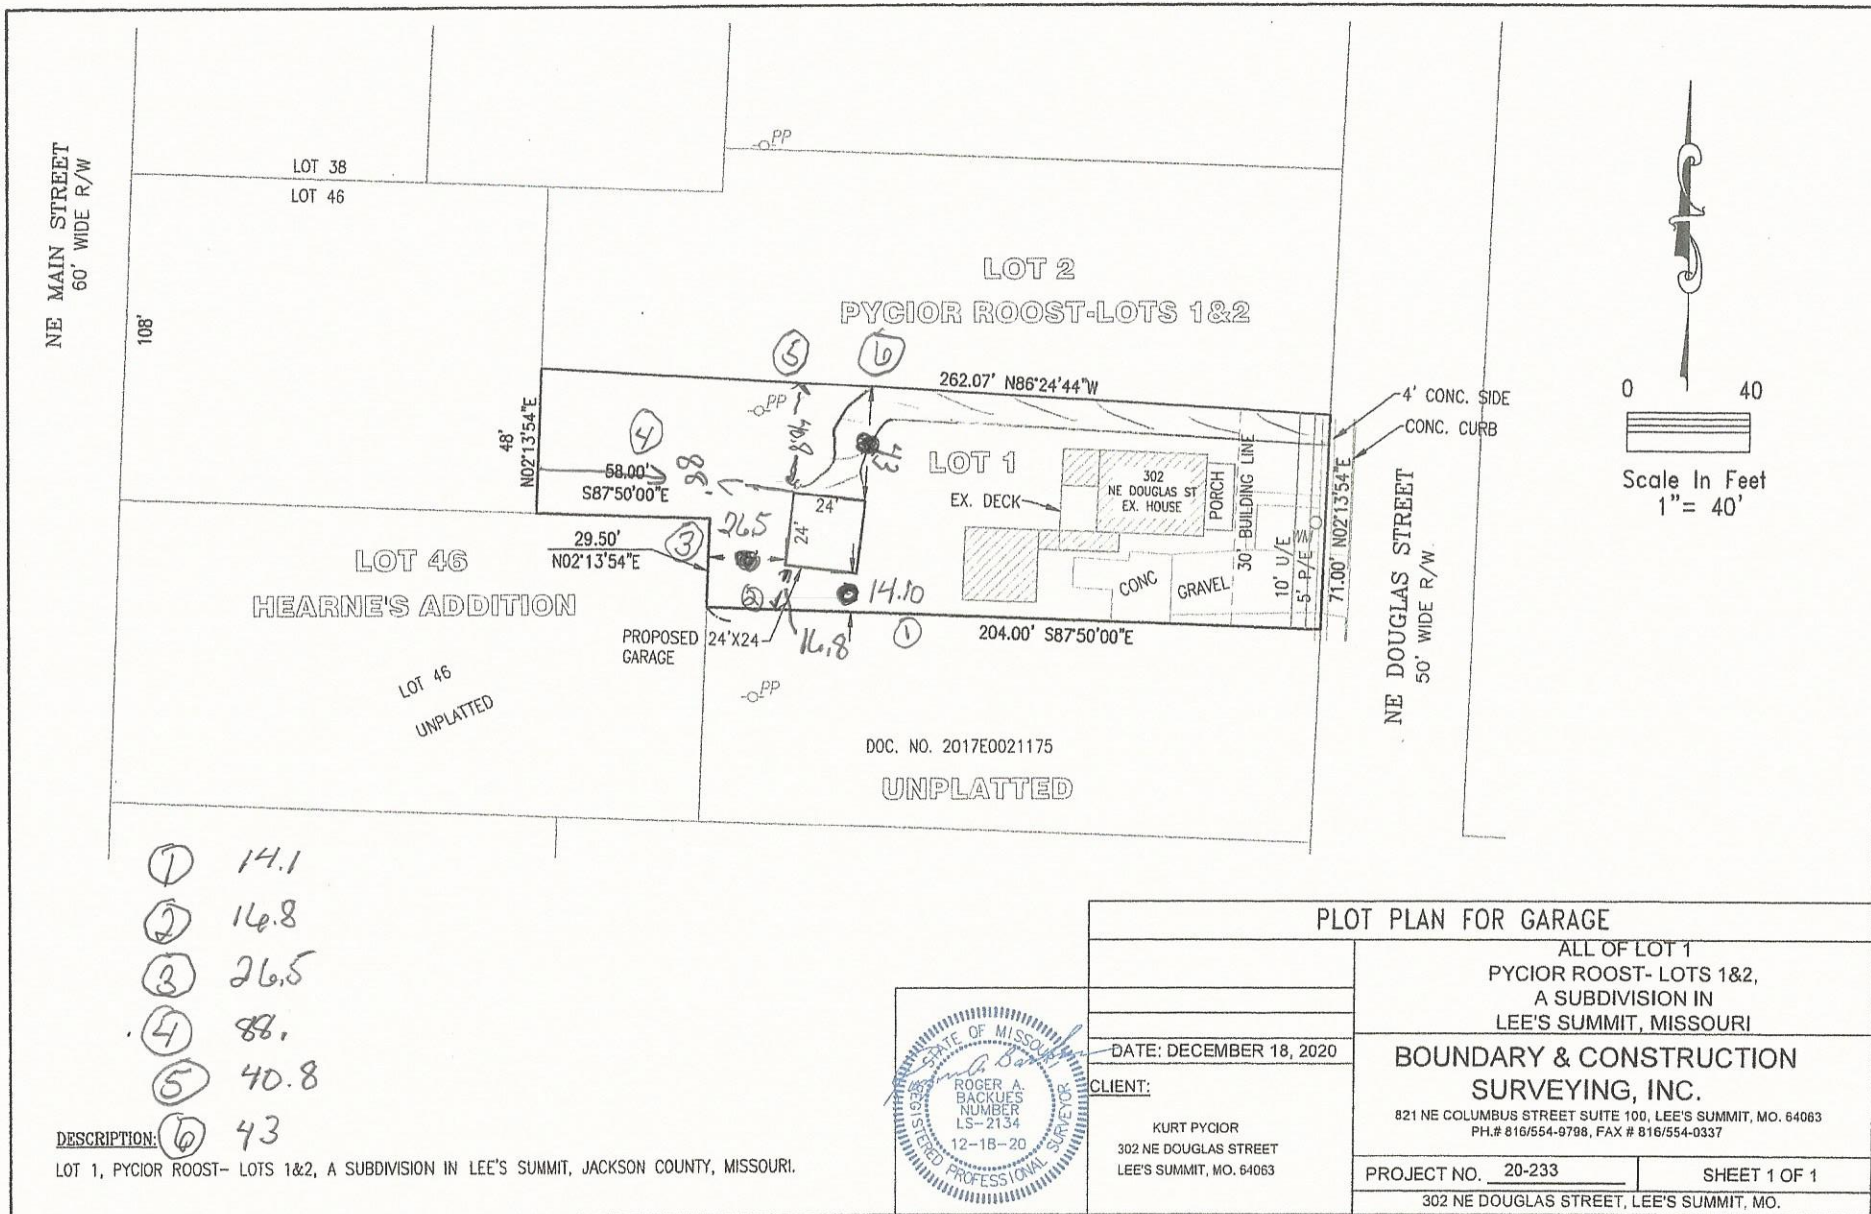 NE MAIN STREET
60' WIDE R/W
108'
LOT 38
LOT 46
PP
LOT 2
PYCIOR ROOST-LOTS 1&2
5
6
262.07' N86°24'44"W
0 40
Scale In Feet
1"= 40'
4' CONC. SIDE
CONC. CURB
48'
N02°13'54"E
4
PP
40.8
43
88.
58.00'
S87°50'00"E
LOT 1
EX. DECK
302
NE DOUGLAS ST
EX. HOUSE
PORCH
30' BUILDING LINE
10' U/E
5' P/E
WM
71.00' N02°13'54"E
NE DOUGLAS STREET
50' WIDE R/W
24'
24'
26.5
3
29.50'
N02°13'54"E
LOT 46
HEARNE'S ADDITION
2
14.10
CONC
GRAVEL
PROPOSED 24'X24'
GARAGE
16.8
1
204.00' S87°50'00"E
LOT 46
UNPLATTED
PP
DOC. NO. 2017E0021175
UNPLATTED
1 14.1
2 16.8
3 26.5
4 88.
5 40.8
6 43
DESCRIPTION:
LOT 1, PYCIOR ROOST- LOTS 1&2, A SUBDIVISION IN LEE'S SUMMIT, JACKSON COUNTY, MISSOURI.
STATE OF MISSOURI
ROGER A.
BACKUES
NUMBER
LS-2134
12-18-20
REGISTERED PROFESSIONAL SURVEYOR
PLOT PLAN FOR GARAGE
ALL OF LOT 1
PYCIOR ROOST- LOTS 1&2,
A SUBDIVISION IN
LEE'S SUMMIT, MISSOURI
DATE: DECEMBER 18, 2020
CLIENT:
KURT PYCIOR
302 NE DOUGLAS STREET
LEE'S SUMMIT, MO. 64063
BOUNDARY & CONSTRUCTION
SURVEYING, INC.
821 NE COLUMBUS STREET SUITE 100, LEE'S SUMMIT, MO. 64063
PH.# 816/554-9798, FAX # 816/554-0337
PROJECT NO. 20-233
SHEET 1 OF 1
302 NE DOUGLAS STREET, LEE'S SUMMIT, MO.